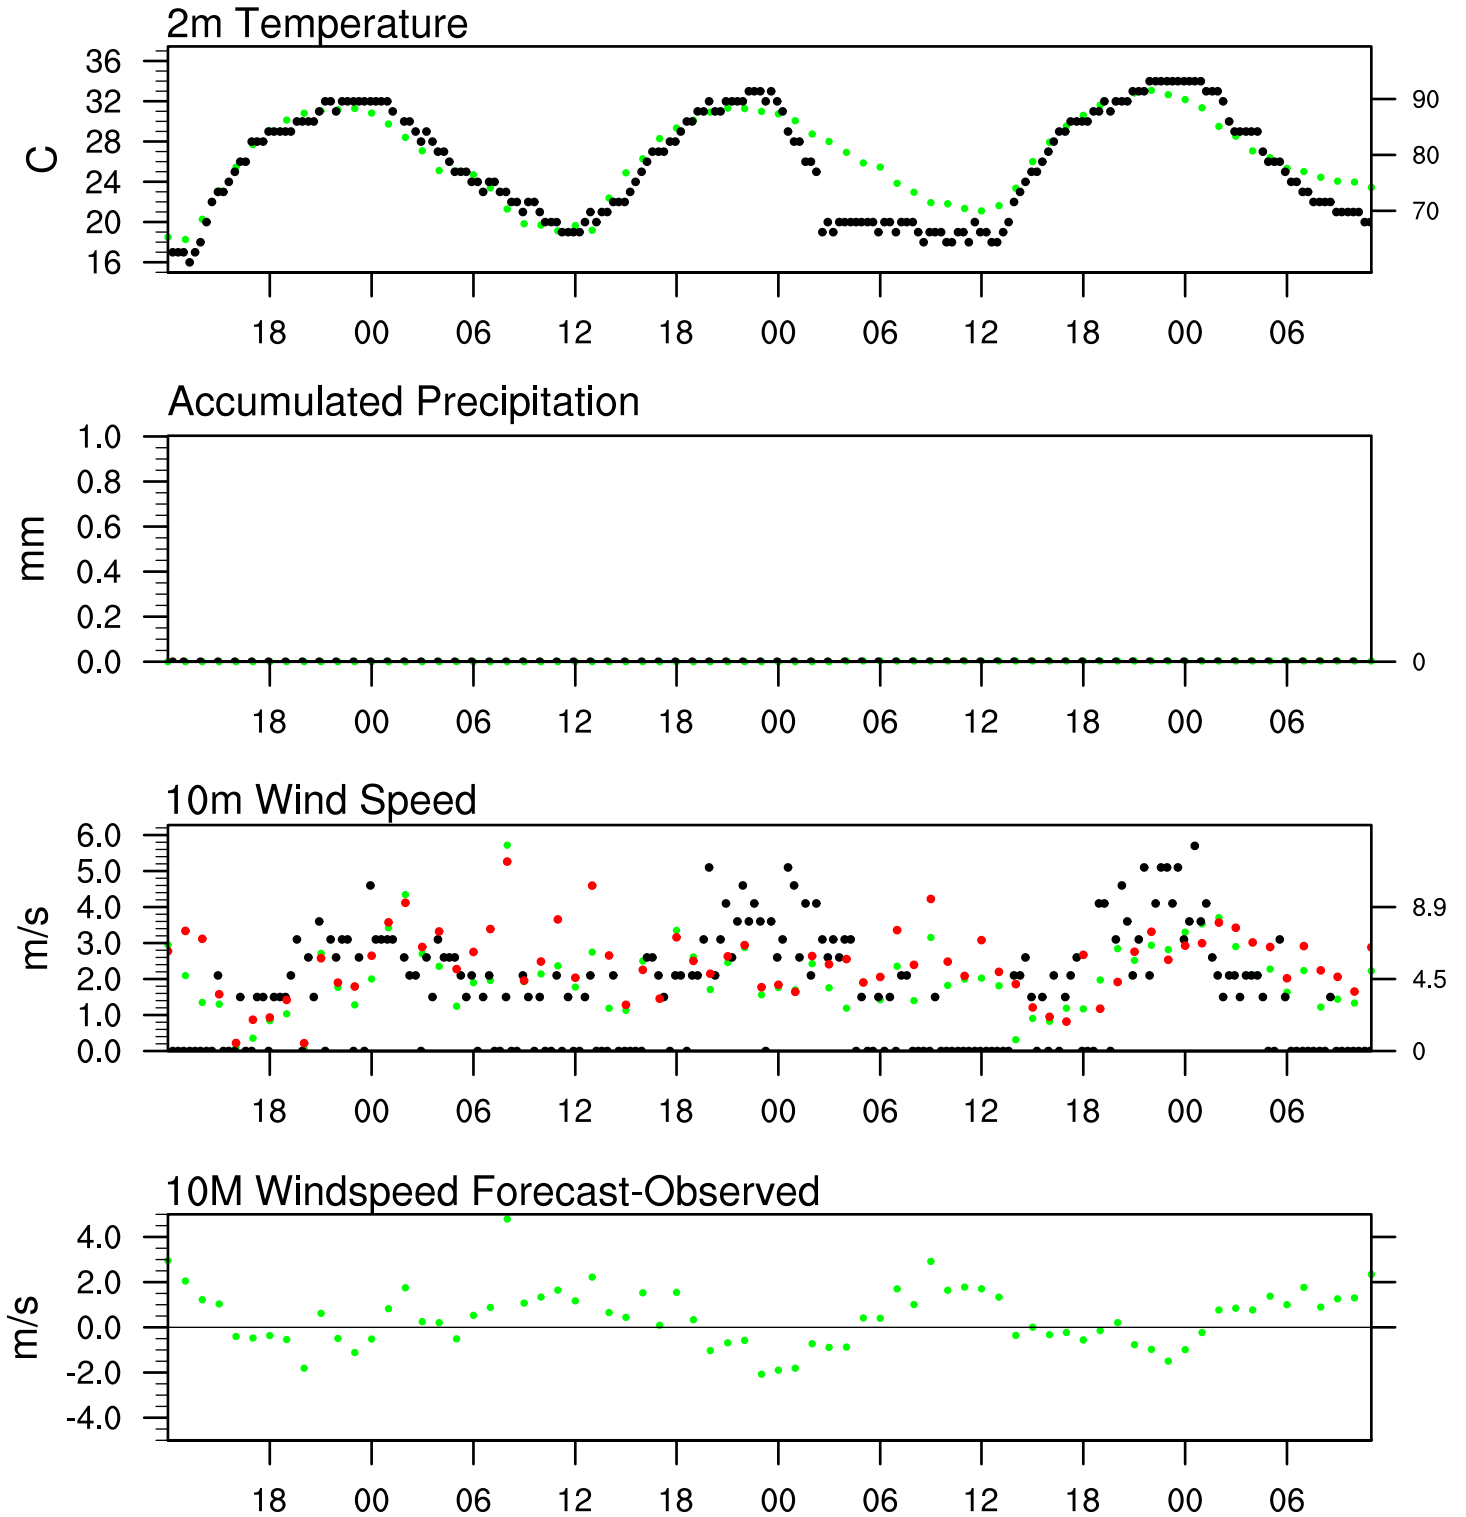 2m Temperature
36
32
28
24
20
16
C
90
80
70
18 00 06 12 18 00 06 12 18 00 06
Accumulated Precipitation
1.0
0.8
0.6
0.4
0.2
0.0
mm
0
18 00 06 12 18 00 06 12 18 00 06
10m Wind Speed
6.0
5.0
4.0
3.0
2.0
1.0
0.0
m/s
8.9
4.5
0
18 00 06 12 18 00 06 12 18 00 06
10M Windspeed Forecast-Observed
4.0
2.0
0.0
-2.0
-4.0
m/s
18 00 06 12 18 00 06 12 18 00 06